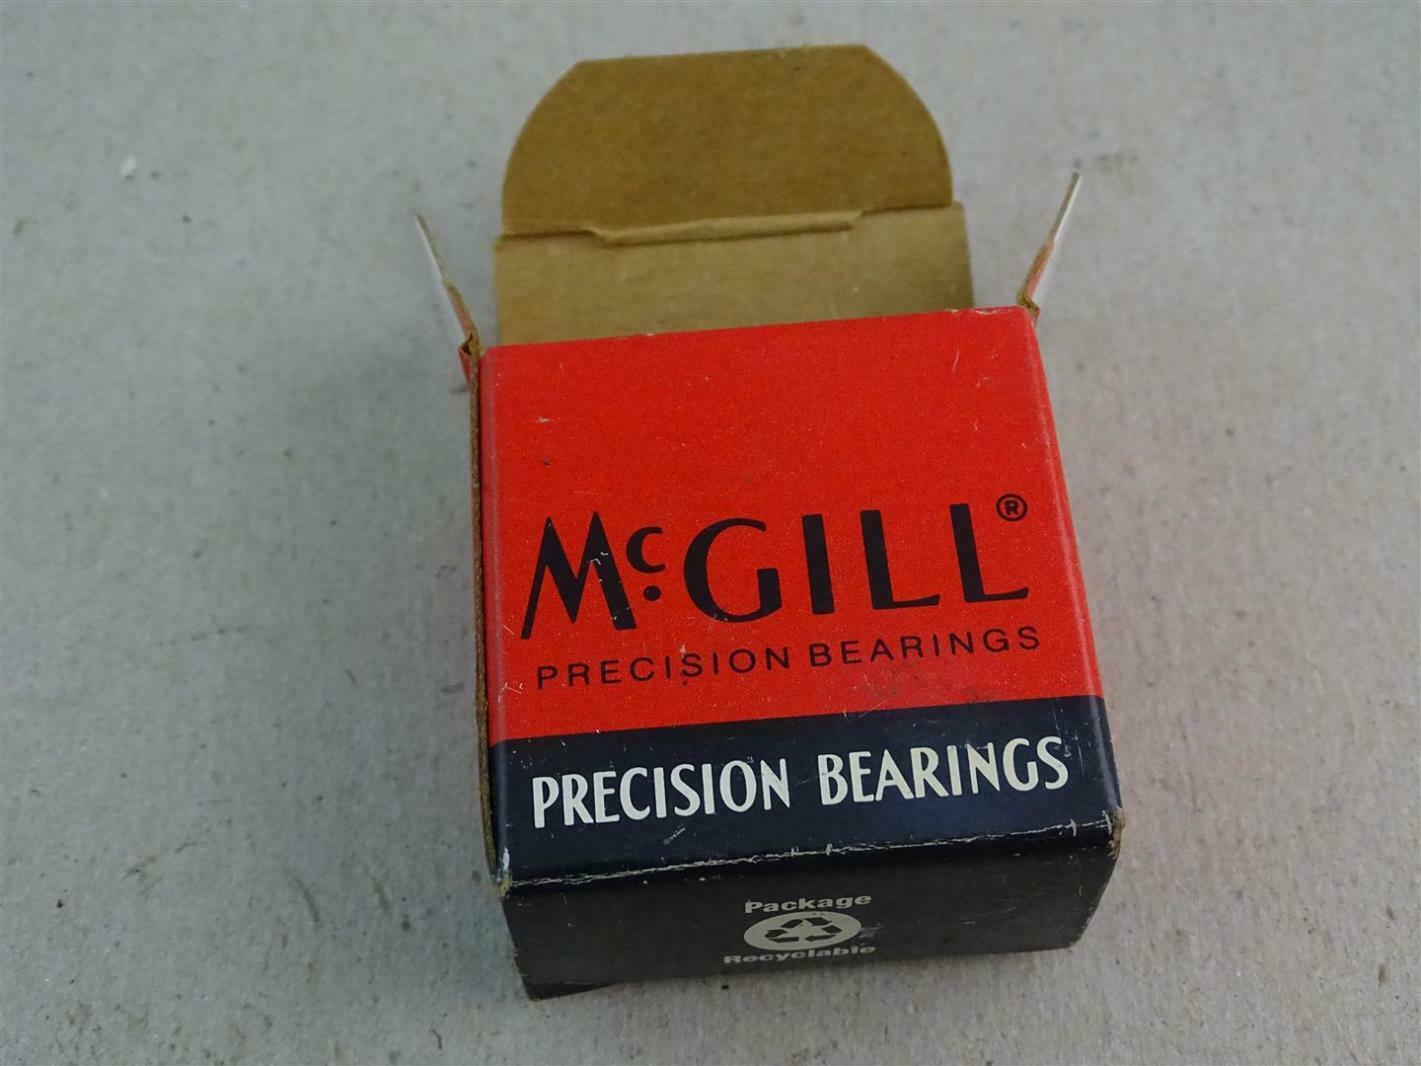 McGILL®
PRECISION BEARINGS
PRECISION BEARINGS
Package
Recyclable